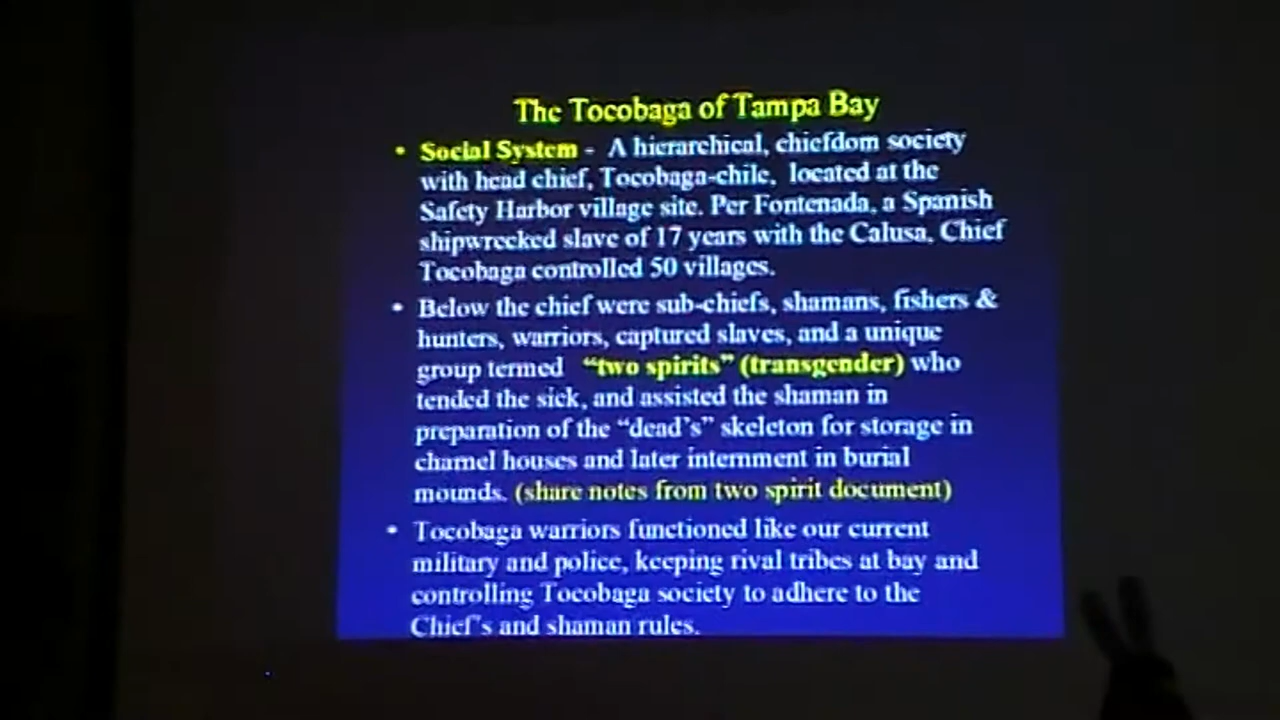 The Tocobaga of Tampa Bay
• Social System - A hierarchical, chiefdom society
with head chief, Tocobaga-chile, located at the
Safety Harbor village site. Per Fontenada, a Spanish
shipwrecked slave of 17 years with the Calusa, Chief
Tocobaga controlled 50 villages.
• Below the chief were sub-chiefs, shamans, fishers &
hunters, warriors, captured slaves, and a unique
group termed “two spirits” (transgender) who
tended the sick, and assisted the shaman in
preparation of the “dead’s” skeleton for storage in
charnel houses and later internment in burial
mounds. (share notes from two spirit document)
• Tocobaga warriors functioned like our current
military and police, keeping rival tribes at bay and
controlling Tocobaga society to adhere to the
Chief’s and shaman rules.